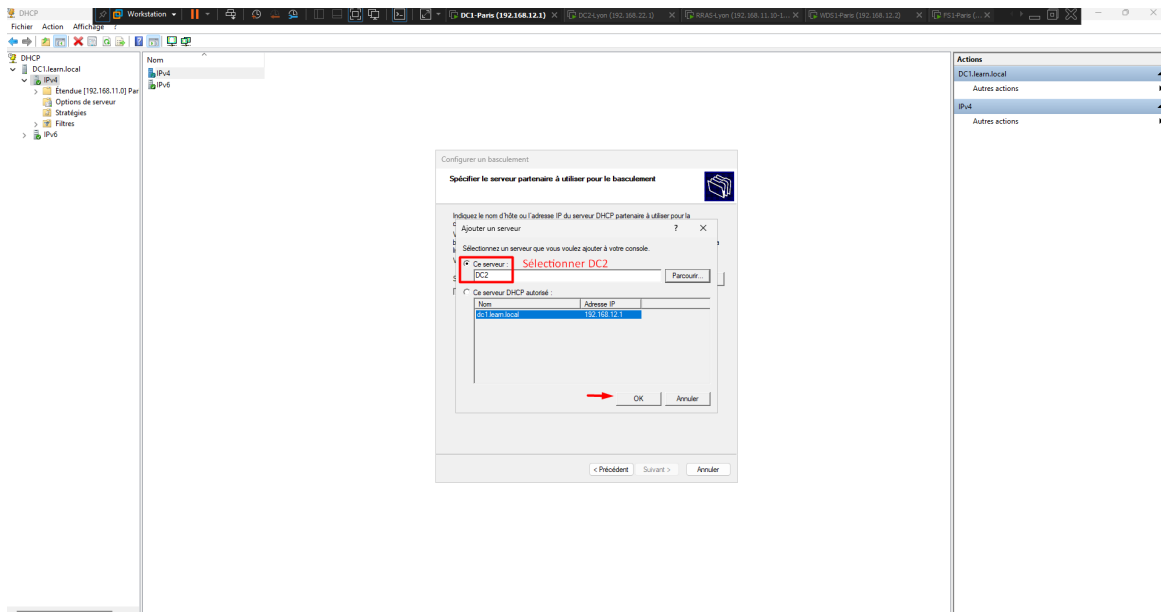 DHCP
Workstation
DC1-Paris (192.168.12.1)
DC2-Lyon (192.168.22.1)
RRAS-Lyon (192.168.11.10-1...
WDS1-Paris (192.168.12.2)
FS1-Paris (...
Fichier Action Affichage ?
DHCP
DC1.learn.local
IPv4
Étendue [192.168.11.0] Par
Options de serveur
Stratégies
Filtres
IPv6
Nom
IPv4
IPv6
Actions
DC1.learn.local
Autres actions
IPv4
Autres actions
Configurer un basculement
Spécifier le serveur partenaire à utiliser pour le basculement
Indiquez le nom d'hôte ou l'adresse IP du serveur DHCP partenaire à utiliser pour la
Ajouter un serveur
Sélectionnez un serveur que vous voulez ajouter à votre console.
Ce serveur :
Sélectionner DC2
DC2
Parcourir...
Ce serveur DHCP autorisé :
Nom Adresse IP
dc1.learn.local 192.168.12.1
OK Annuler
< Précédent Suivant > Annuler